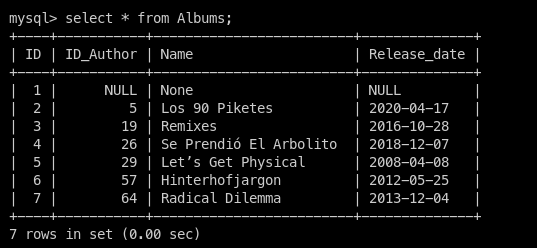 mysql> select * from Albums;
+----+-----------+------------------------+--------------+
| ID | ID_Author | Name                   | Release_date |
+----+-----------+------------------------+--------------+
|  1 |      NULL | None                   | NULL         |
|  2 |         5 | Los 90 Piketes         | 2020-04-17   |
|  3 |        19 | Remixes                | 2016-10-28   |
|  4 |        26 | Se Prendió El Arbolito | 2018-12-07   |
|  5 |        29 | Let’s Get Physical     | 2008-04-08   |
|  6 |        57 | Hinterhofjargon        | 2012-05-25   |
|  7 |        64 | Radical Dilemma        | 2013-12-04   |
+----+-----------+------------------------+--------------+
7 rows in set (0.00 sec)